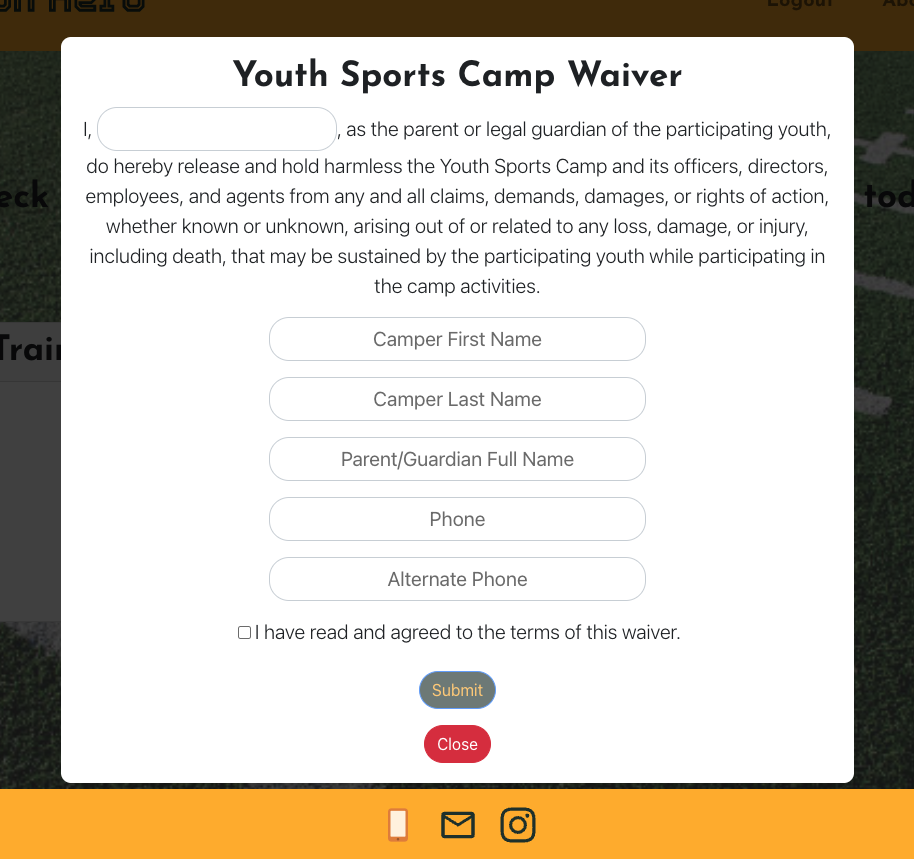 Logout
Youth Sports Camp Waiver
I, , as the parent or legal guardian of the participating youth,
do hereby release and hold harmless the Youth Sports Camp and its officers, directors,
employees, and agents from any and all claims, demands, damages, or rights of action,
whether known or unknown, arising out of or related to any loss, damage, or injury,
including death, that may be sustained by the participating youth while participating in
the camp activities.
Camper First Name
Camper Last Name
Parent/Guardian Full Name
Phone
Alternate Phone
I have read and agreed to the terms of this waiver.
Submit
Close